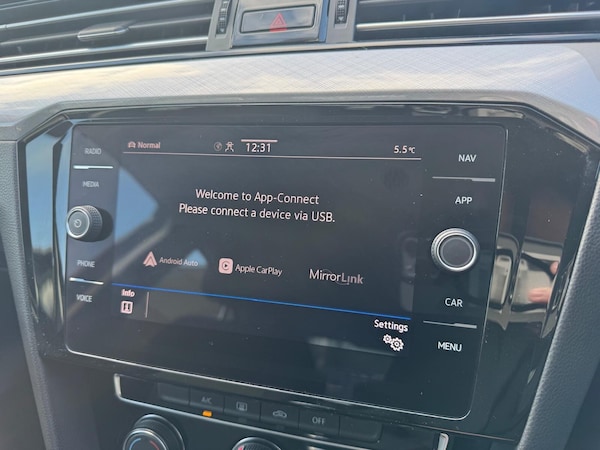 RADIO
MEDIA
PHONE
VOICE
Normal 12:31 5.5°C
Welcome to App-Connect
Please connect a device via USB.
Android Auto Apple CarPlay MirrorLink
Info
Settings
NAV
APP
CAR
MENU
A/C OFF